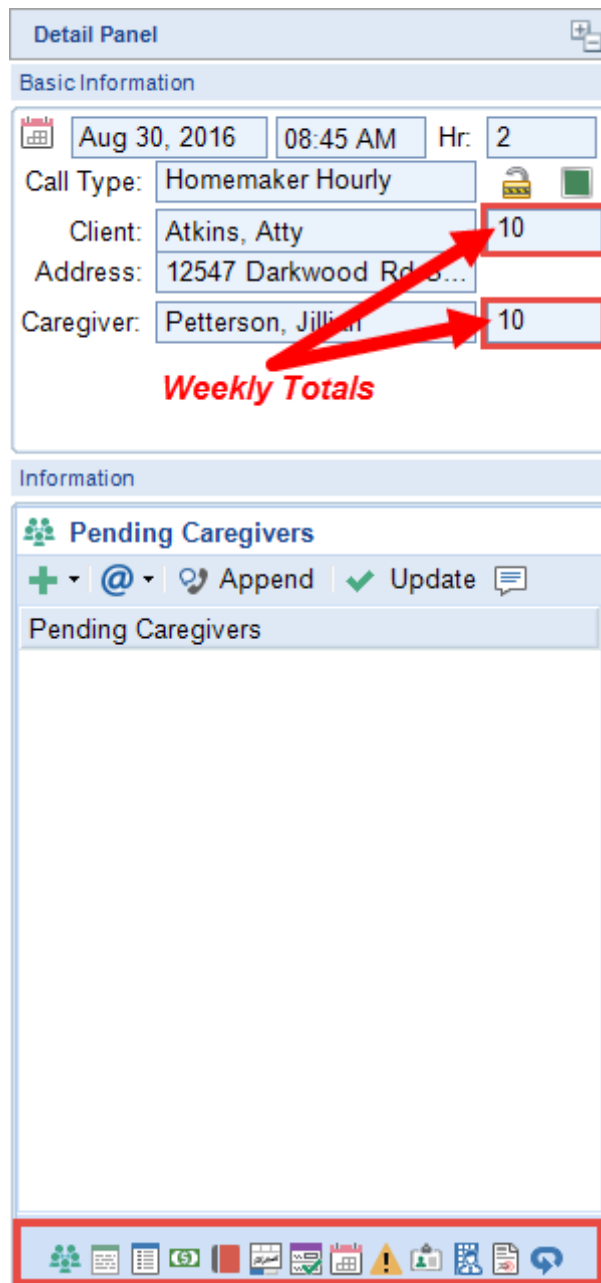 Detail Panel
Basic Information
Aug 30, 2016 08:45 AM Hr: 2
Call Type: Homemaker Hourly
Client: Atkins, Atty 10
Address: 12547 Darkwood Rd
Caregiver: Petterson, 10
Weekly Totals
Information
Pending Caregivers
@ Append Update
Pending Caregivers